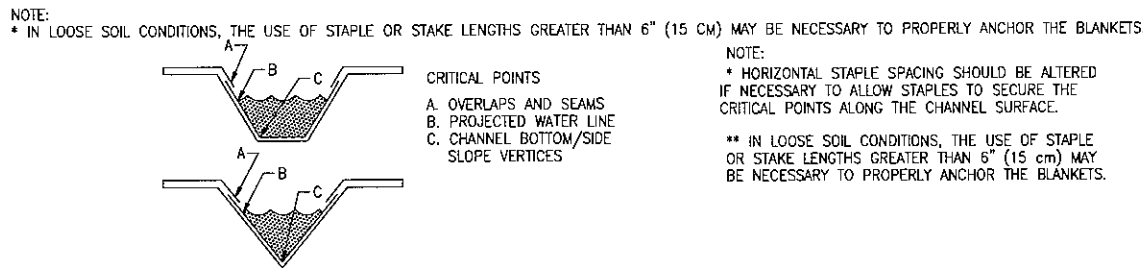 NOTE:
* IN LOOSE SOIL CONDITIONS, THE USE OF STAPLE OR STAKE LENGTHS GREATER THAN 6" (15 CM) MAY BE NECESSARY TO PROPERLY ANCHOR THE BLANKETS
A
B
C
CRITICAL POINTS
A. OVERLAPS AND SEAMS
B. PROJECTED WATER LINE
C. CHANNEL BOTTOM/SIDE
SLOPE VERTICES
A
B
C
NOTE:
* HORIZONTAL STAPLE SPACING SHOULD BE ALTERED
IF NECESSARY TO ALLOW STAPLES TO SECURE THE
CRITICAL POINTS ALONG THE CHANNEL SURFACE.
** IN LOOSE SOIL CONDITIONS, THE USE OF STAPLE
OR STAKE LENGTHS GREATER THAN 6" (15 cm) MAY
BE NECESSARY TO PROPERLY ANCHOR THE BLANKETS.